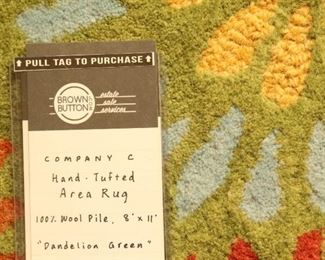 ⬆ PULL TAG TO PURCHASE ⬆
BROWN
BUTTON
estate
sale
services
COMPANY C
Hand-Tufted
Area Rug
100% Wool Pile, 8' x 11'
"Dandelion Green"